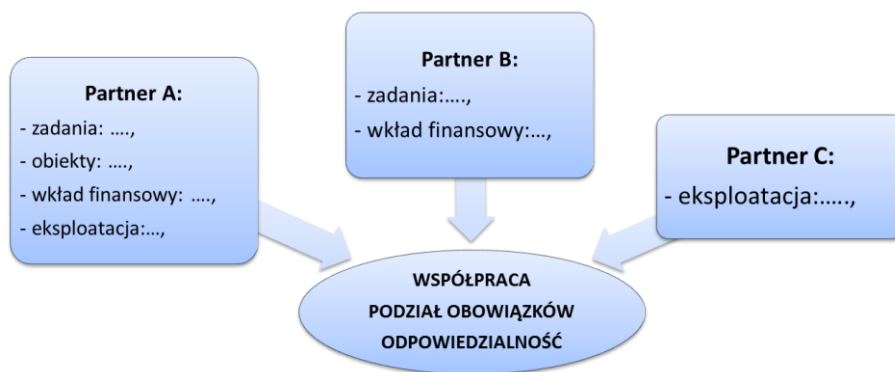 Partner A:
- zadania: ....,
- obiekty: ....,
- wkład finansowy: ....,
- eksploatacja:...,
Partner B:
- zadania:....,
- wkład finansowy:...,
Partner C:
- eksploatacja:.....,
WSPÓŁPRACA
PODZIAŁ OBOWIĄZKÓW
ODPOWIEDZIALNOŚĆ